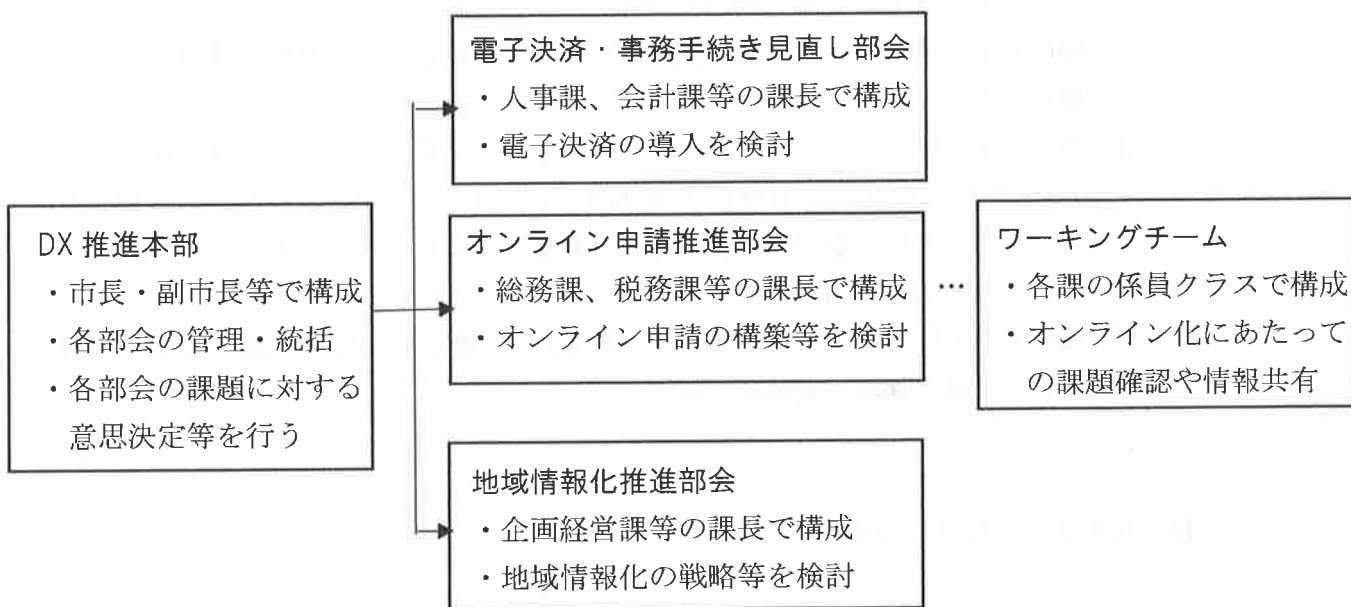 電子決済・事務手続き見直し部会
・人事課、会計課等の課長で構成
・電子決済の導入を検討
DX 推進本部
・市長・副市長等で構成
・各部会の管理・統括
・各部会の課題に対する
意思決定等を行う
オンライン申請推進部会
・総務課、税務課等の課長で構成
・オンライン申請の構築等を検討
…
ワーキングチーム
・各課の係員クラスで構成
・オンライン化にあたって
の課題確認や情報共有
地域情報化推進部会
・企画経営課等の課長で構成
・地域情報化の戦略等を検討